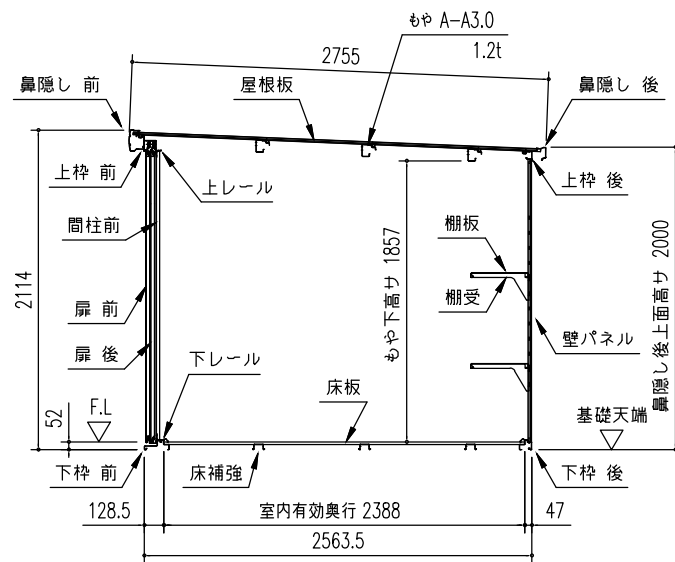 もや A-A3.0
1.2t
2755
鼻隠し 前
屋根板
鼻隠し 後
上枠 前
上レール
上枠 後
間柱前
棚板
棚受
2114
もや下高サ 1857
鼻隠し後上面高サ 2000
扉 前
扉 後
壁パネル
下レール
床板
F.L
52
基礎天端
下枠 前
床補強
下枠 後
128.5
室内有効奥行 2388
47
2563.5